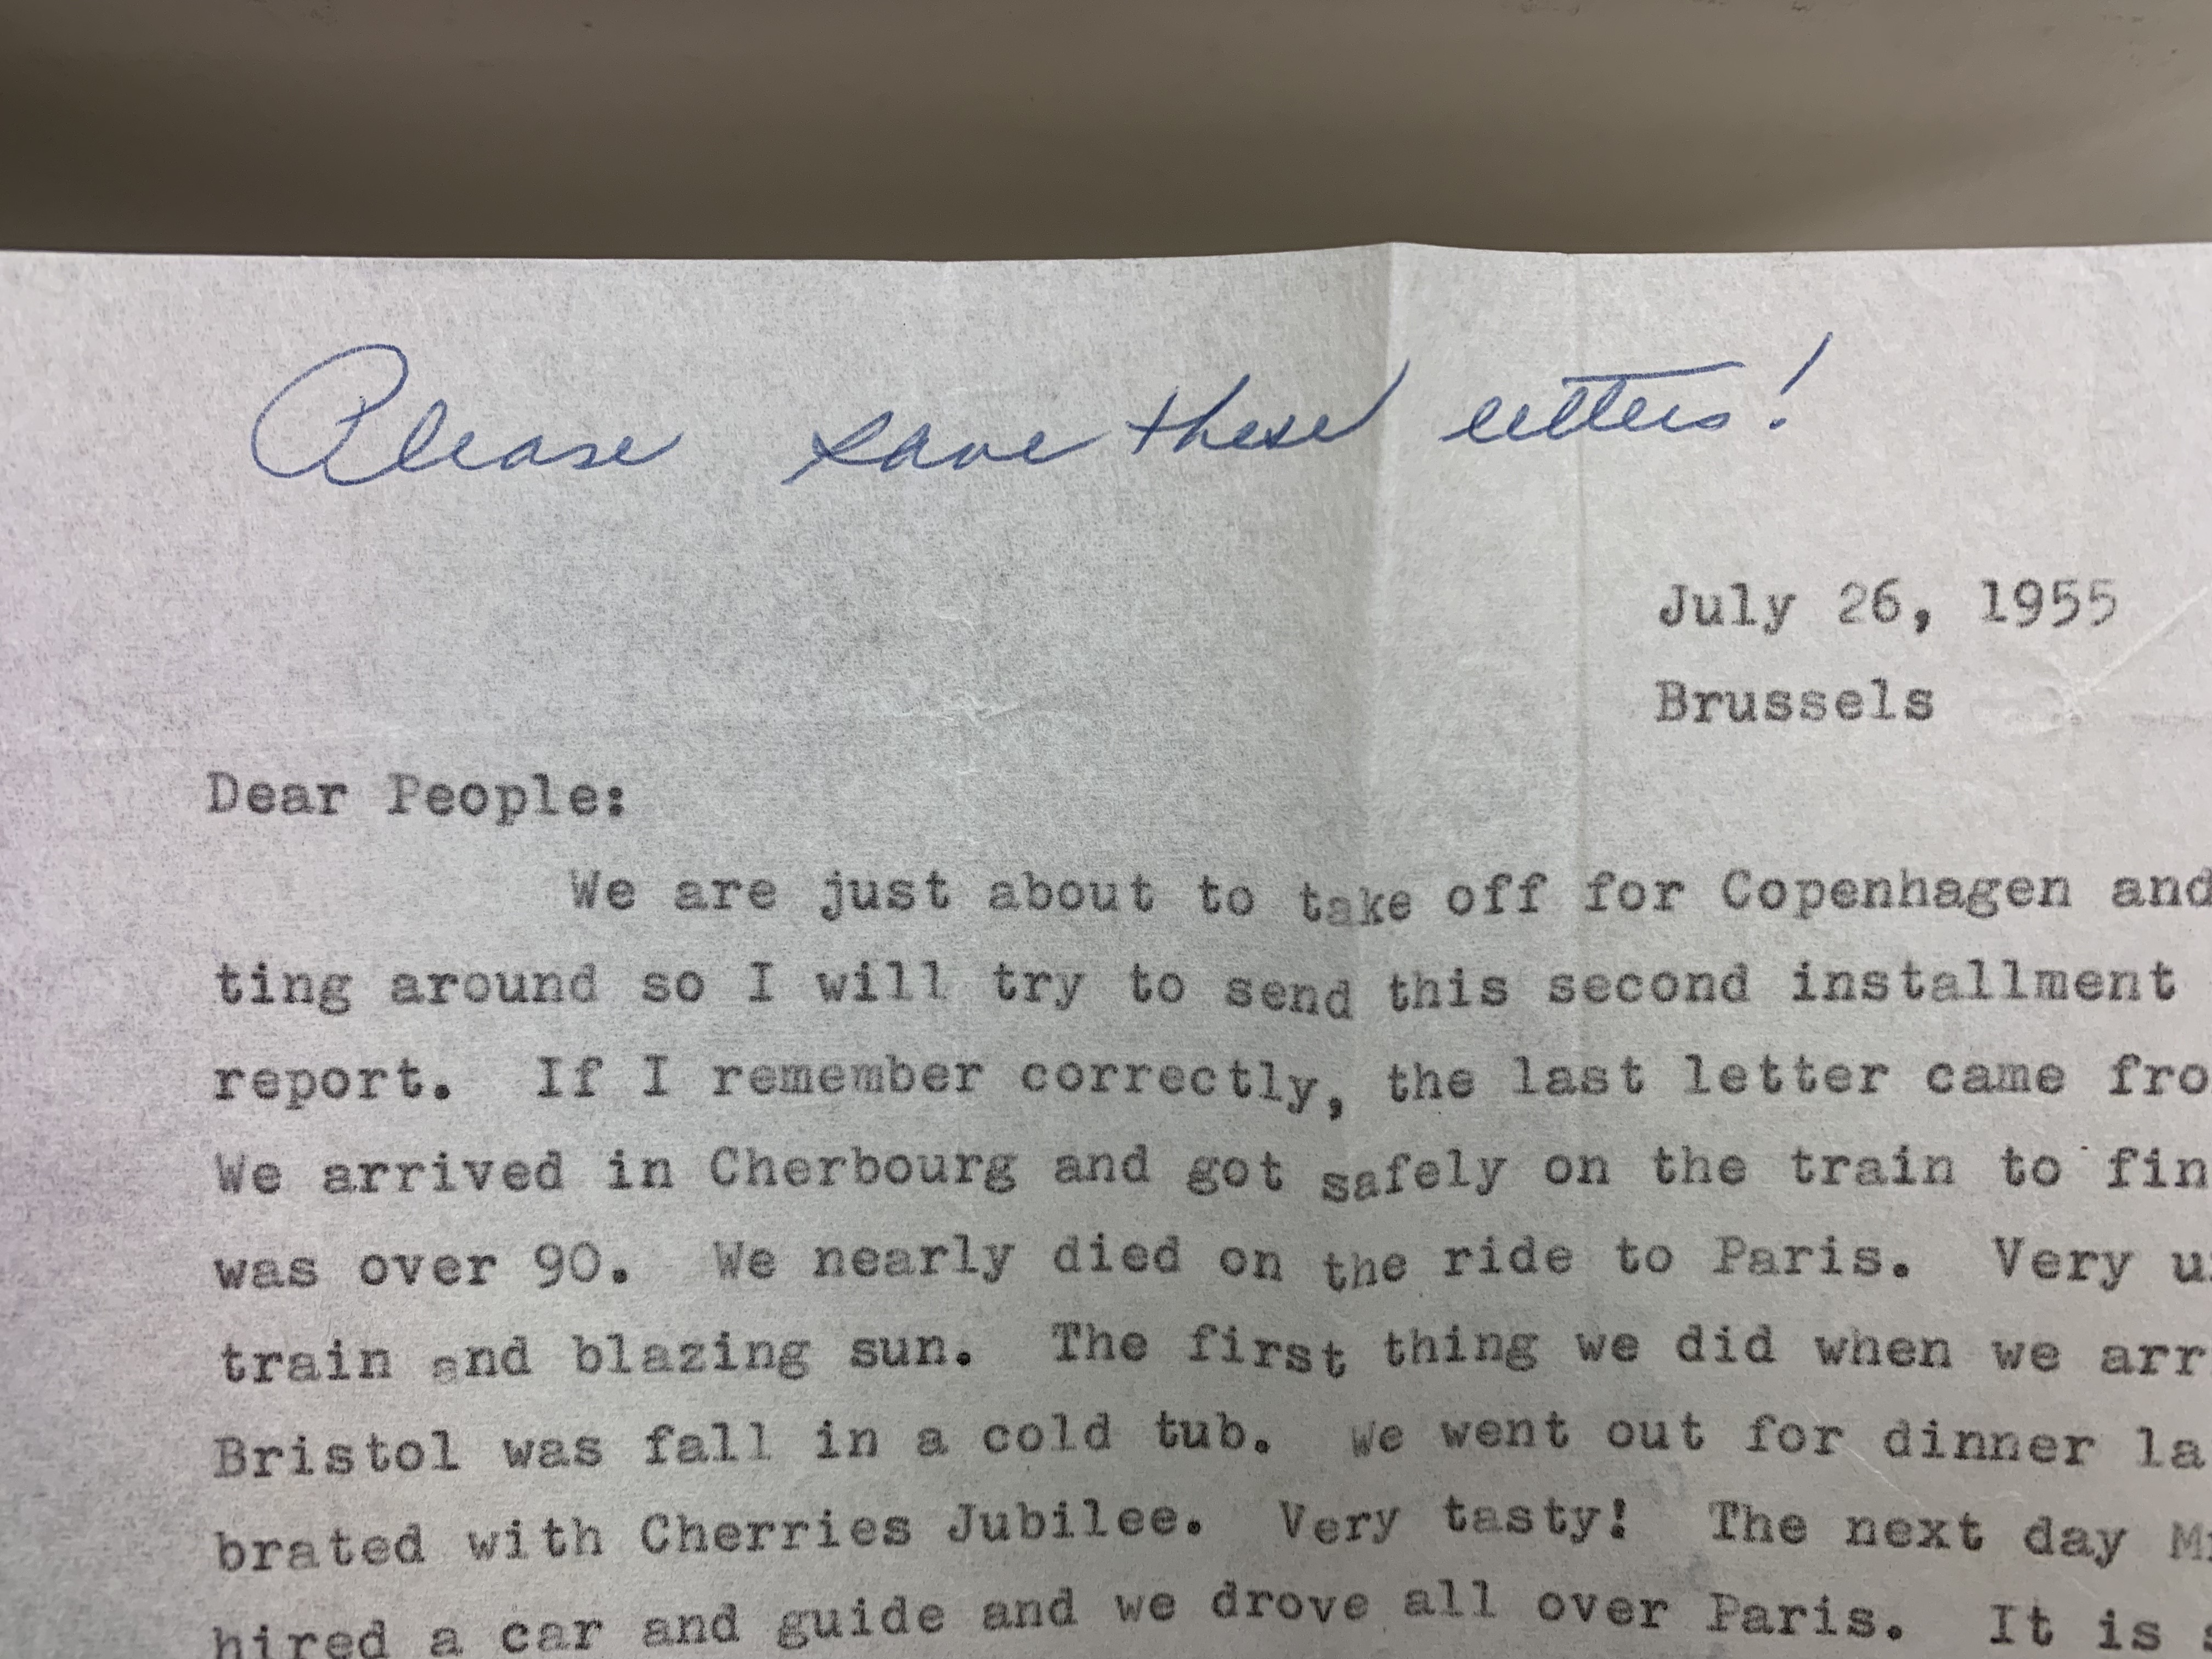 Please save these letters!
July 26, 1955
Brussels
Dear People:
We are just about to take off for Copenhagen and
ting around so I will try to send this second installment
report. If I remember correctly, the last letter came fro
We arrived in Cherbourg and got safely on the train to fin
was over 90. We nearly died on the ride to Paris. Very
train and blazing sun. The first thing we did when we arr
Bristol was fall in a cold tub. We went out for dinner la
brated with Cherries Jubilee. Very tasty! The next day
hired a car and guide and we drove all over Paris. It is